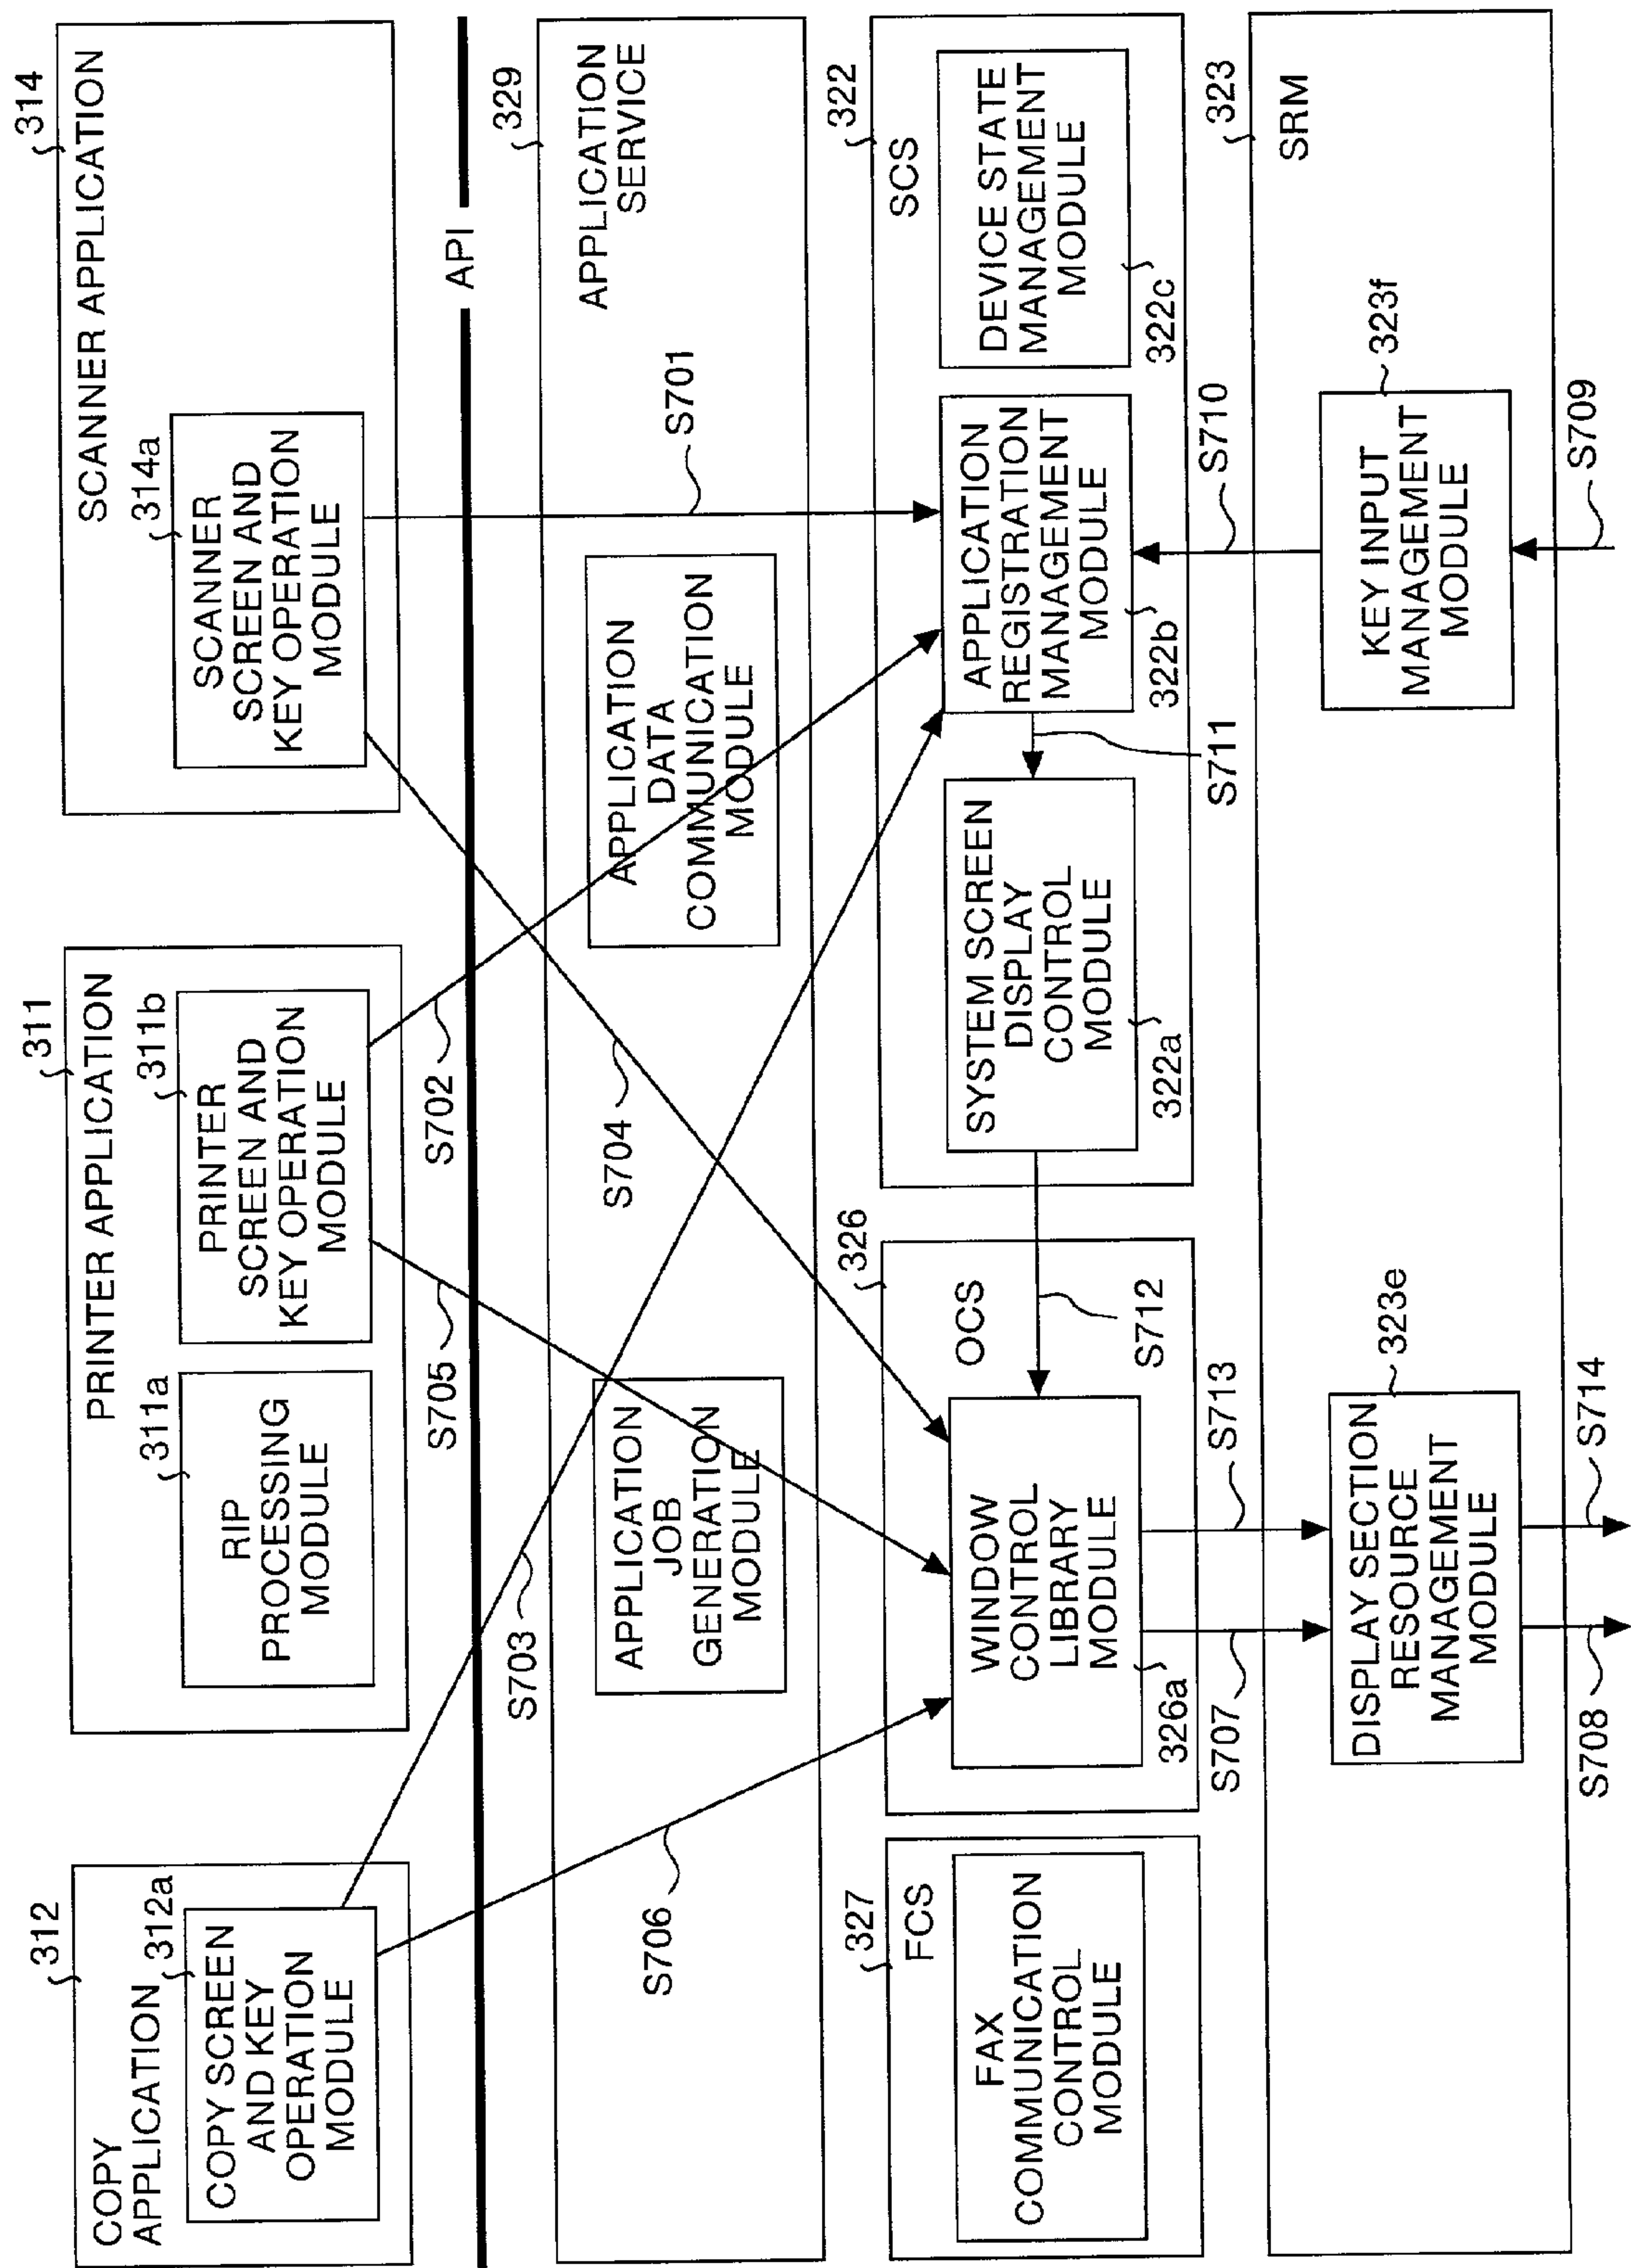 312
COPY
APPLICATION
312a
COPY SCREEN
AND KEY
OPERATION
MODULE
311
PRINTER APPLICATION
311a
RIP
PROCESSING
MODULE
311b
PRINTER
SCREEN AND
KEY OPERATION
MODULE
314
SCANNER APPLICATION
314a
SCANNER
SCREEN AND
KEY OPERATION
MODULE
API
S705
S702
329
APPLICATION
SERVICE
S703
S704
S701
S706
APPLICATION
JOB
GENERATION
MODULE
APPLICATION
DATA
COMMUNICATION
MODULE
327
FCS
FAX
COMMUNICATION
CONTROL
MODULE
326
OCS
WINDOW
CONTROL
LIBRARY
MODULE
326a
S712
322
SCS
SYSTEM SCREEN
DISPLAY
CONTROL
MODULE
322a
APPLICATION
REGISTRATION
MANAGEMENT
MODULE
322b
DEVICE STATE
MANAGEMENT
MODULE
322c
S707
S713
S711
S710
323
SRM
323e
DISPLAY SECTION
RESOURCE
MANAGEMENT
MODULE
323f
KEY INPUT
MANAGEMENT
MODULE
S708
S714
S709